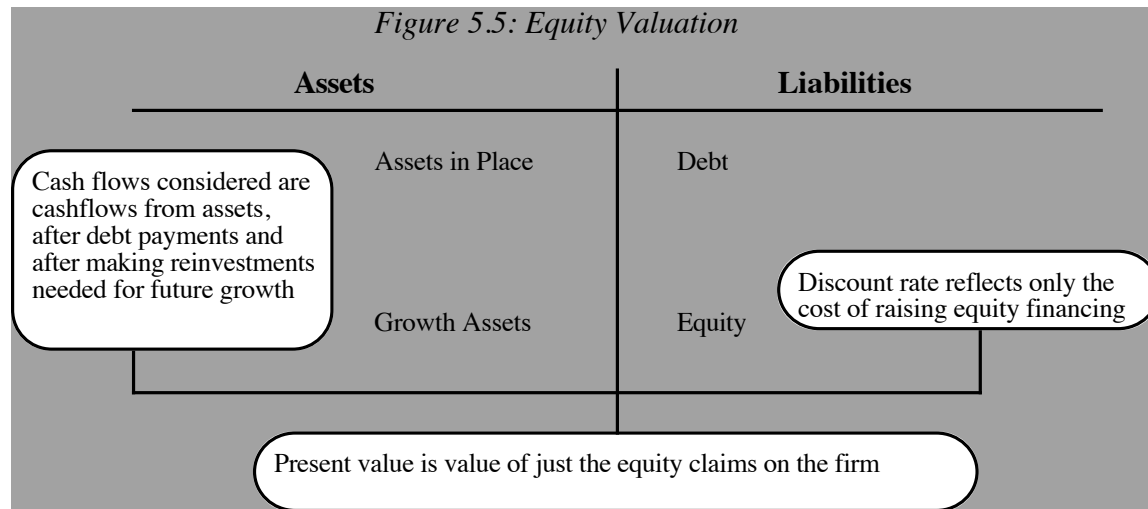 Figure 5.5: Equity Valuation
Assets
Liabilities
Assets in Place
Debt
Cash flows considered are
cashflows from assets,
after debt payments and
after making reinvestments
needed for future growth
Growth Assets
Equity
Discount rate reflects only the
cost of raising equity financing
Present value is value of just the equity claims on the firm